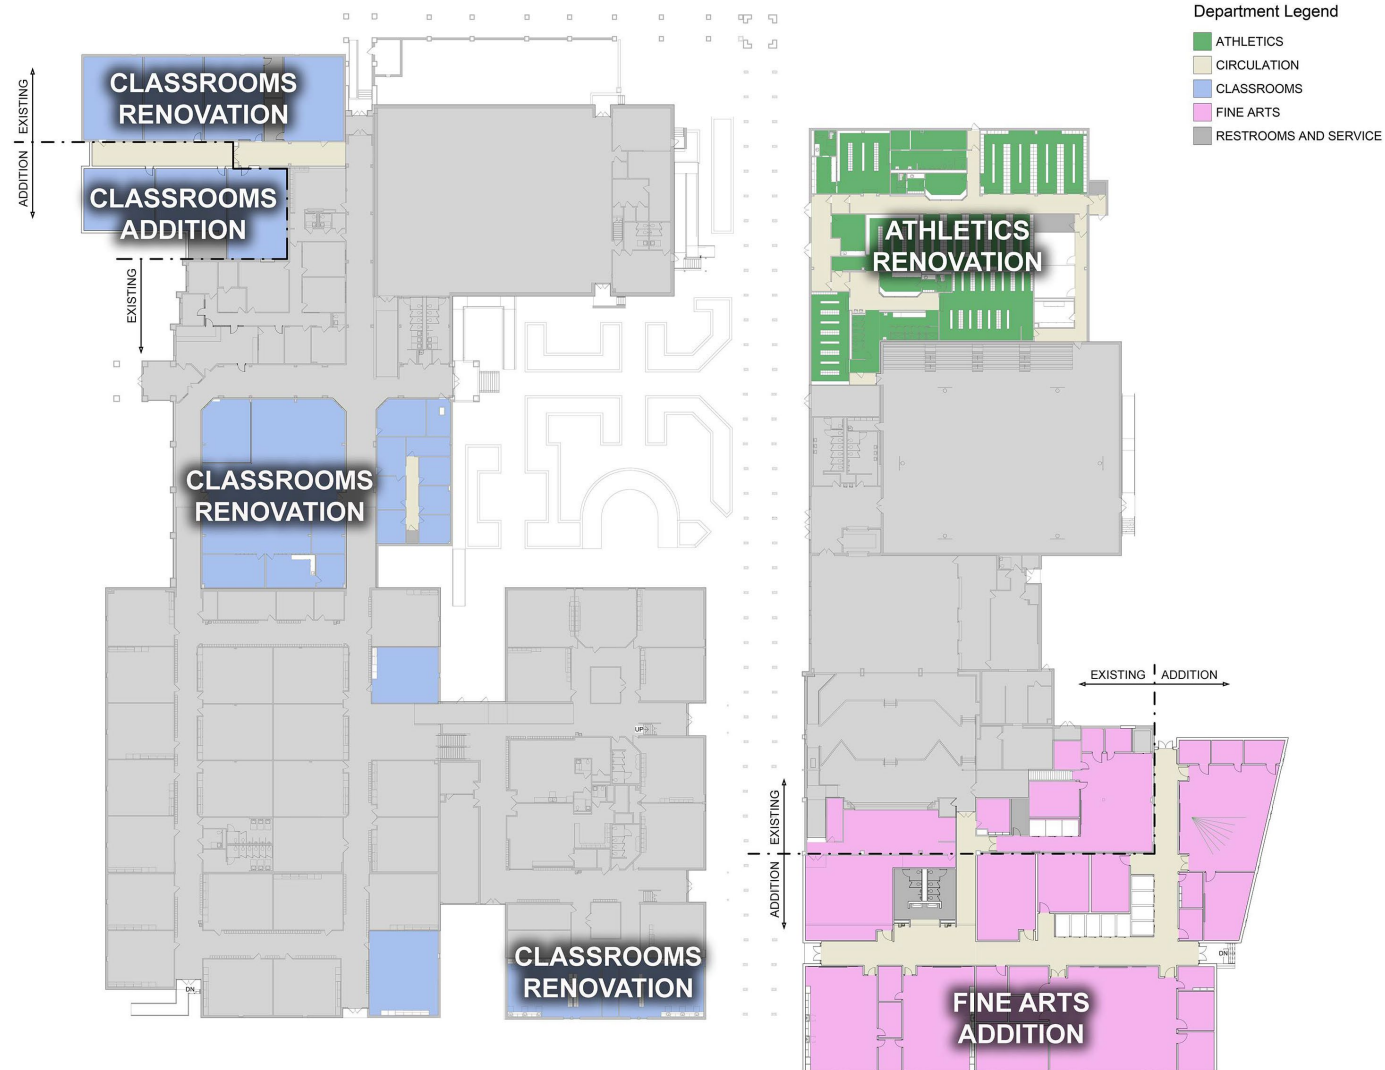 Department Legend
ATHLETICS
CIRCULATION
CLASSROOMS
FINE ARTS
RESTROOMS AND SERVICE
CLASSROOMS
RENOVATION
EXISTING
ADDITION
CLASSROOMS
ADDITION
EXISTING
ATHLETICS
RENOVATION
CLASSROOMS
RENOVATION
EXISTING
ADDITION
UP
EXISTING
ADDITION
CLASSROOMS
RENOVATION
DN
DN
FINE ARTS
ADDITION